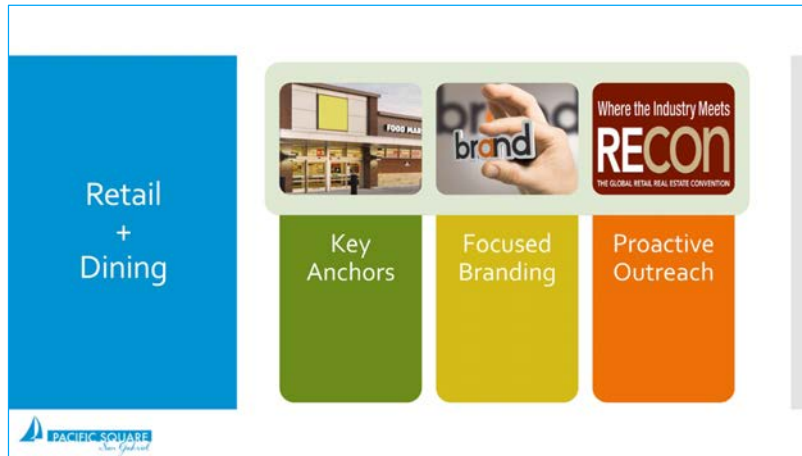 Retail
+
Dining
FOOD MAR
brand
brand
Where the Industry Meets
RECON
THE GLOBAL RETAIL REAL ESTATE CONVENTION
Key
Anchors
Focused
Branding
Proactive
Outreach
PACIFIC SQUARE
San Gabriel